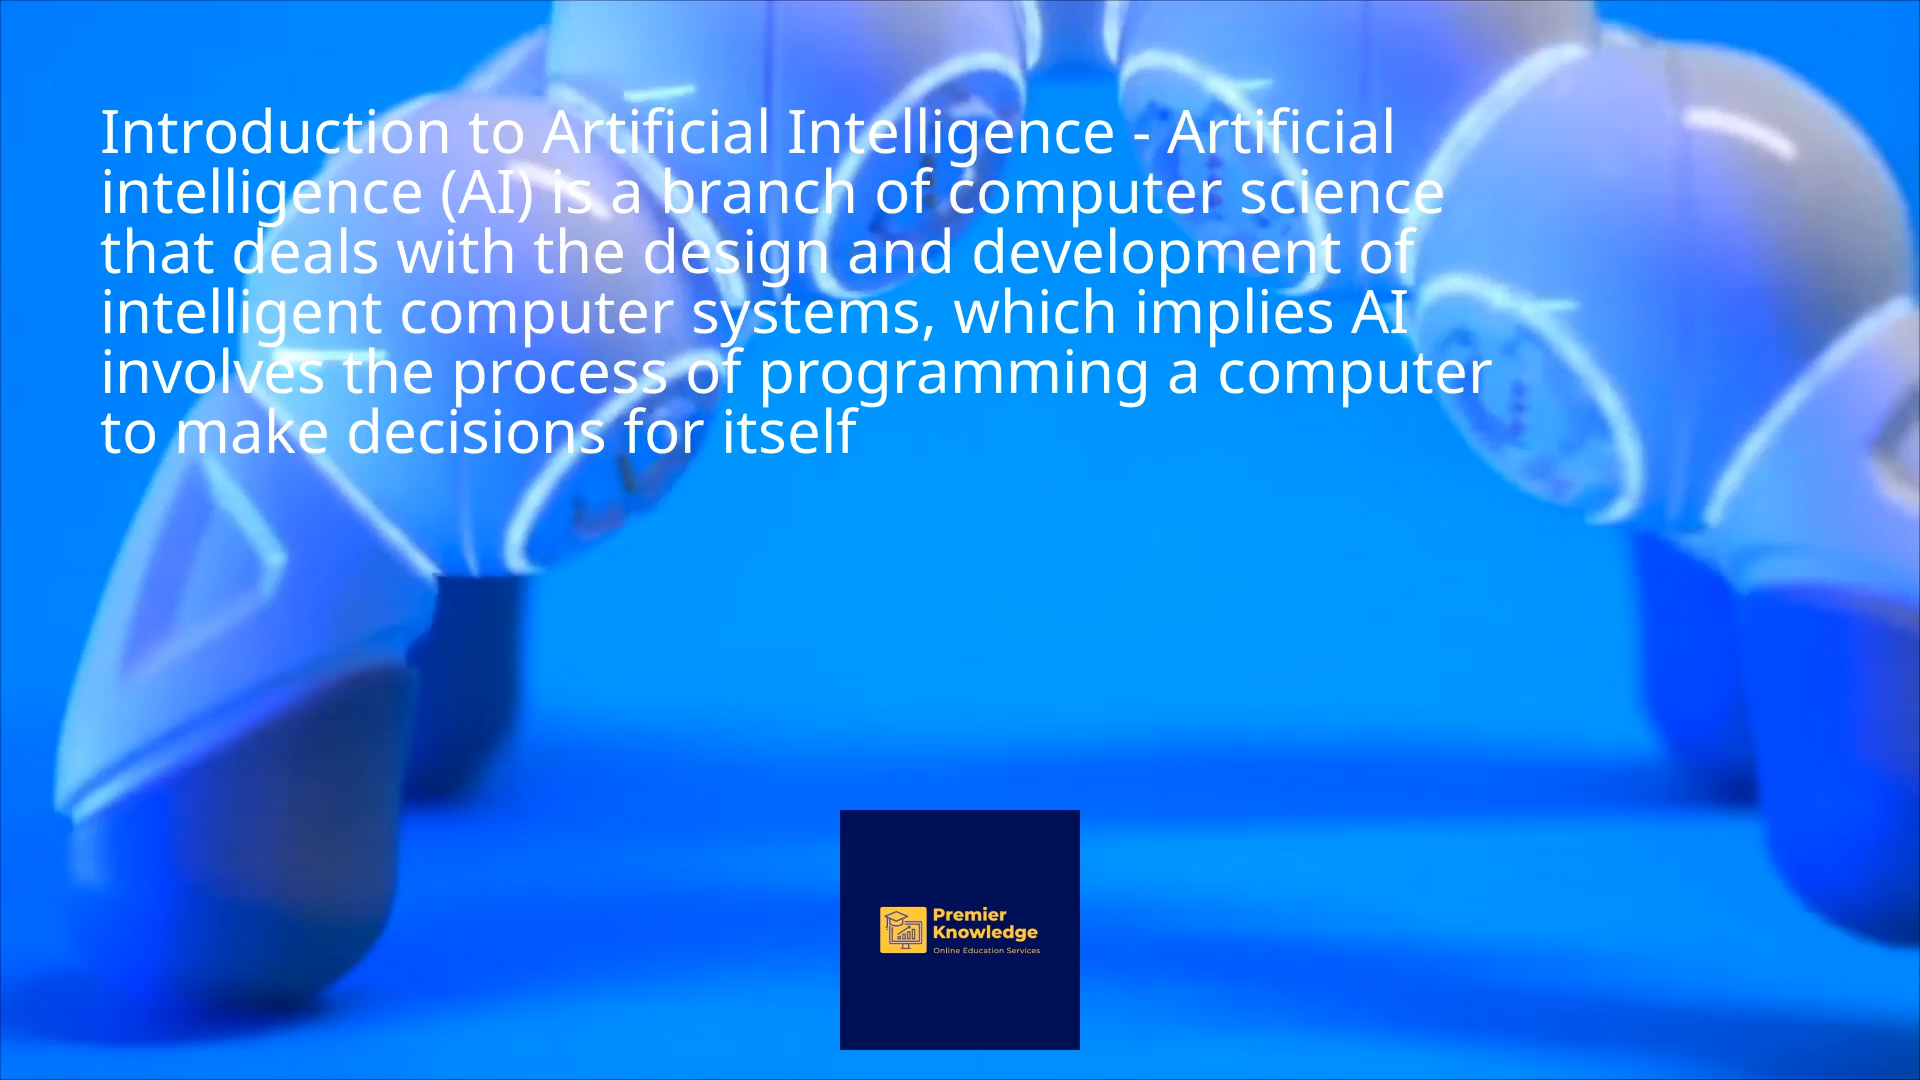 Introduction to Artificial Intelligence - Artificial
intelligence (AI) is a branch of computer science
that deals with the design and development of
intelligent computer systems, which implies AI
involves the process of programming a computer
to make decisions for itself
Premier
Knowledge
Online Education Services